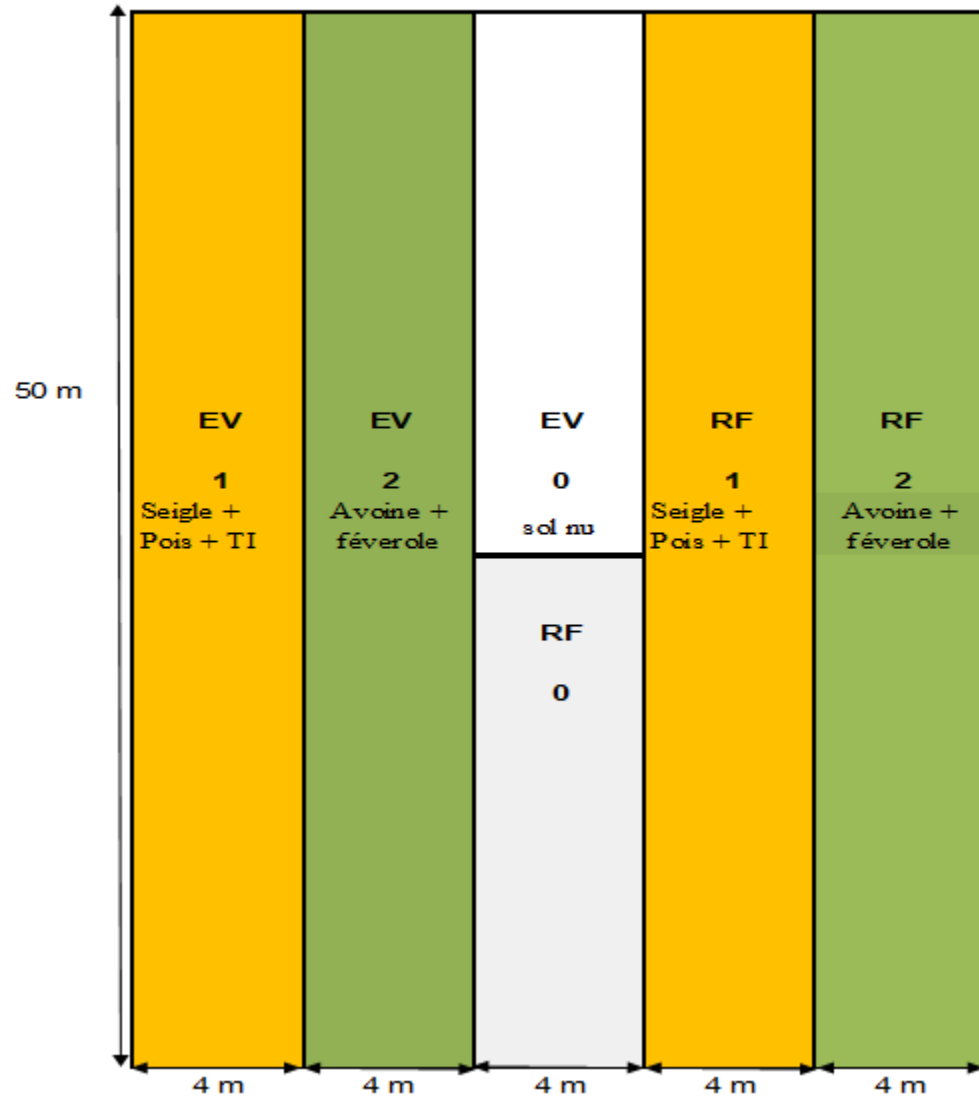 50 m
EV
1
Seigle +
Pois + TI
EV
2
Avoine +
féverole
EV
0
sol nu
RF
0
RF
1
Seigle +
Pois + TI
RF
2
Avoine +
féverole
4 m
4 m
4 m
4 m
4 m